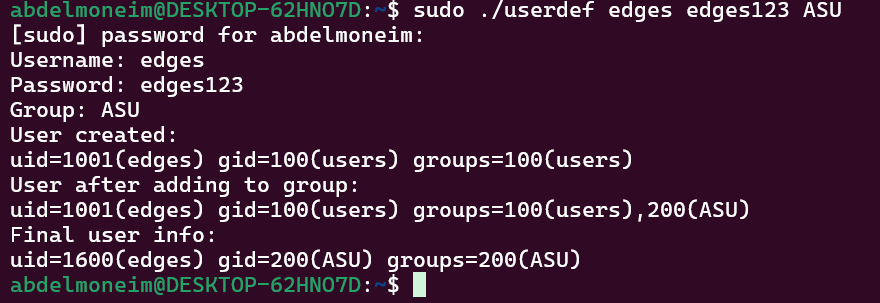 abdelmoneim@DESKTOP-62HNO7D:~$ sudo ./userdef edges edges123 ASU
[sudo] password for abdelmoneim:
Username: edges
Password: edges123
Group: ASU
User created:
uid=1001(edges) gid=100(users) groups=100(users)
User after adding to group:
uid=1001(edges) gid=100(users) groups=100(users),200(ASU)
Final user info:
uid=1600(edges) gid=200(ASU) groups=200(ASU)
abdelmoneim@DESKTOP-62HNO7D:~$